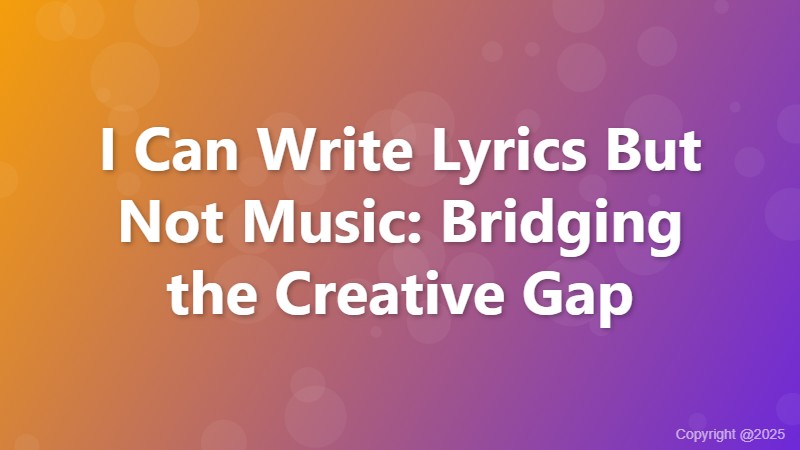 I Can Write Lyrics But
Not Music: Bridging
the Creative Gap
Copyright @2025